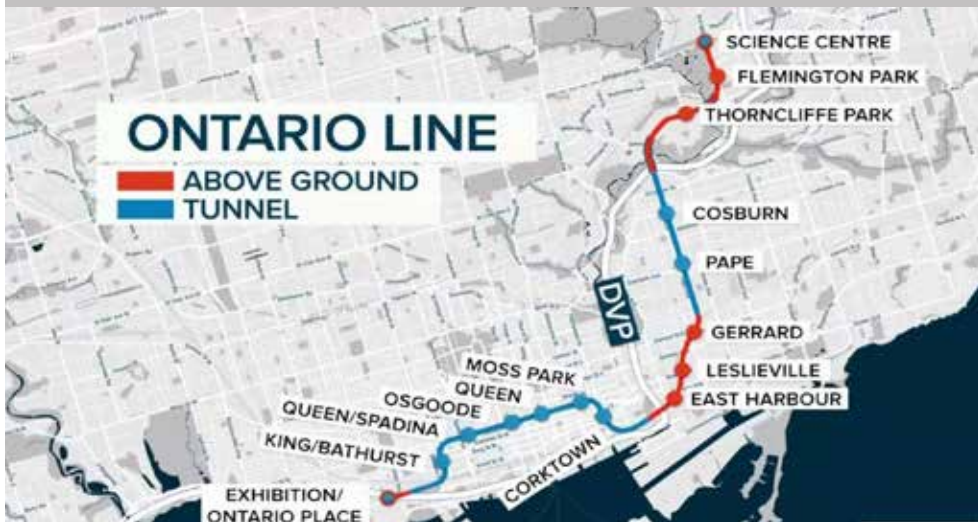 SCIENCE CENTRE
FLEMINGTON PARK
THORNCLIFFE PARK
ONTARIO LINE
ABOVE GROUND
TUNNEL
COSBURN
PAPE
DVP
GERRARD
LESLIEVILLE
EAST HARBOUR
MOSS PARK
QUEEN
OSGOODE
QUEEN/SPADINA
KING/BATHURST
CORKTOWN
EXHIBITION/
ONTARIO PLACE